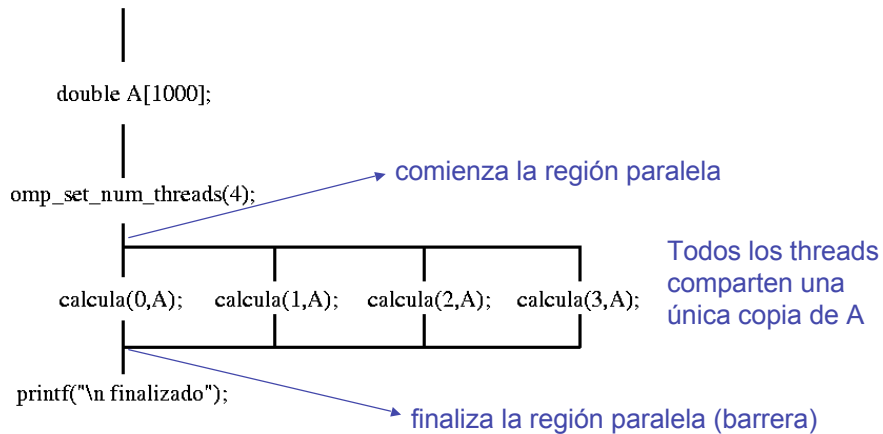 double A[1000];
comienza la región paralela
omp_set_num_threads(4);
Todos los threads
comparten una
única copia de A
calcula(0,A); calcula(1,A); calcula(2,A); calcula(3,A);
printf("\n finalizado");
finaliza la región paralela (barrera)